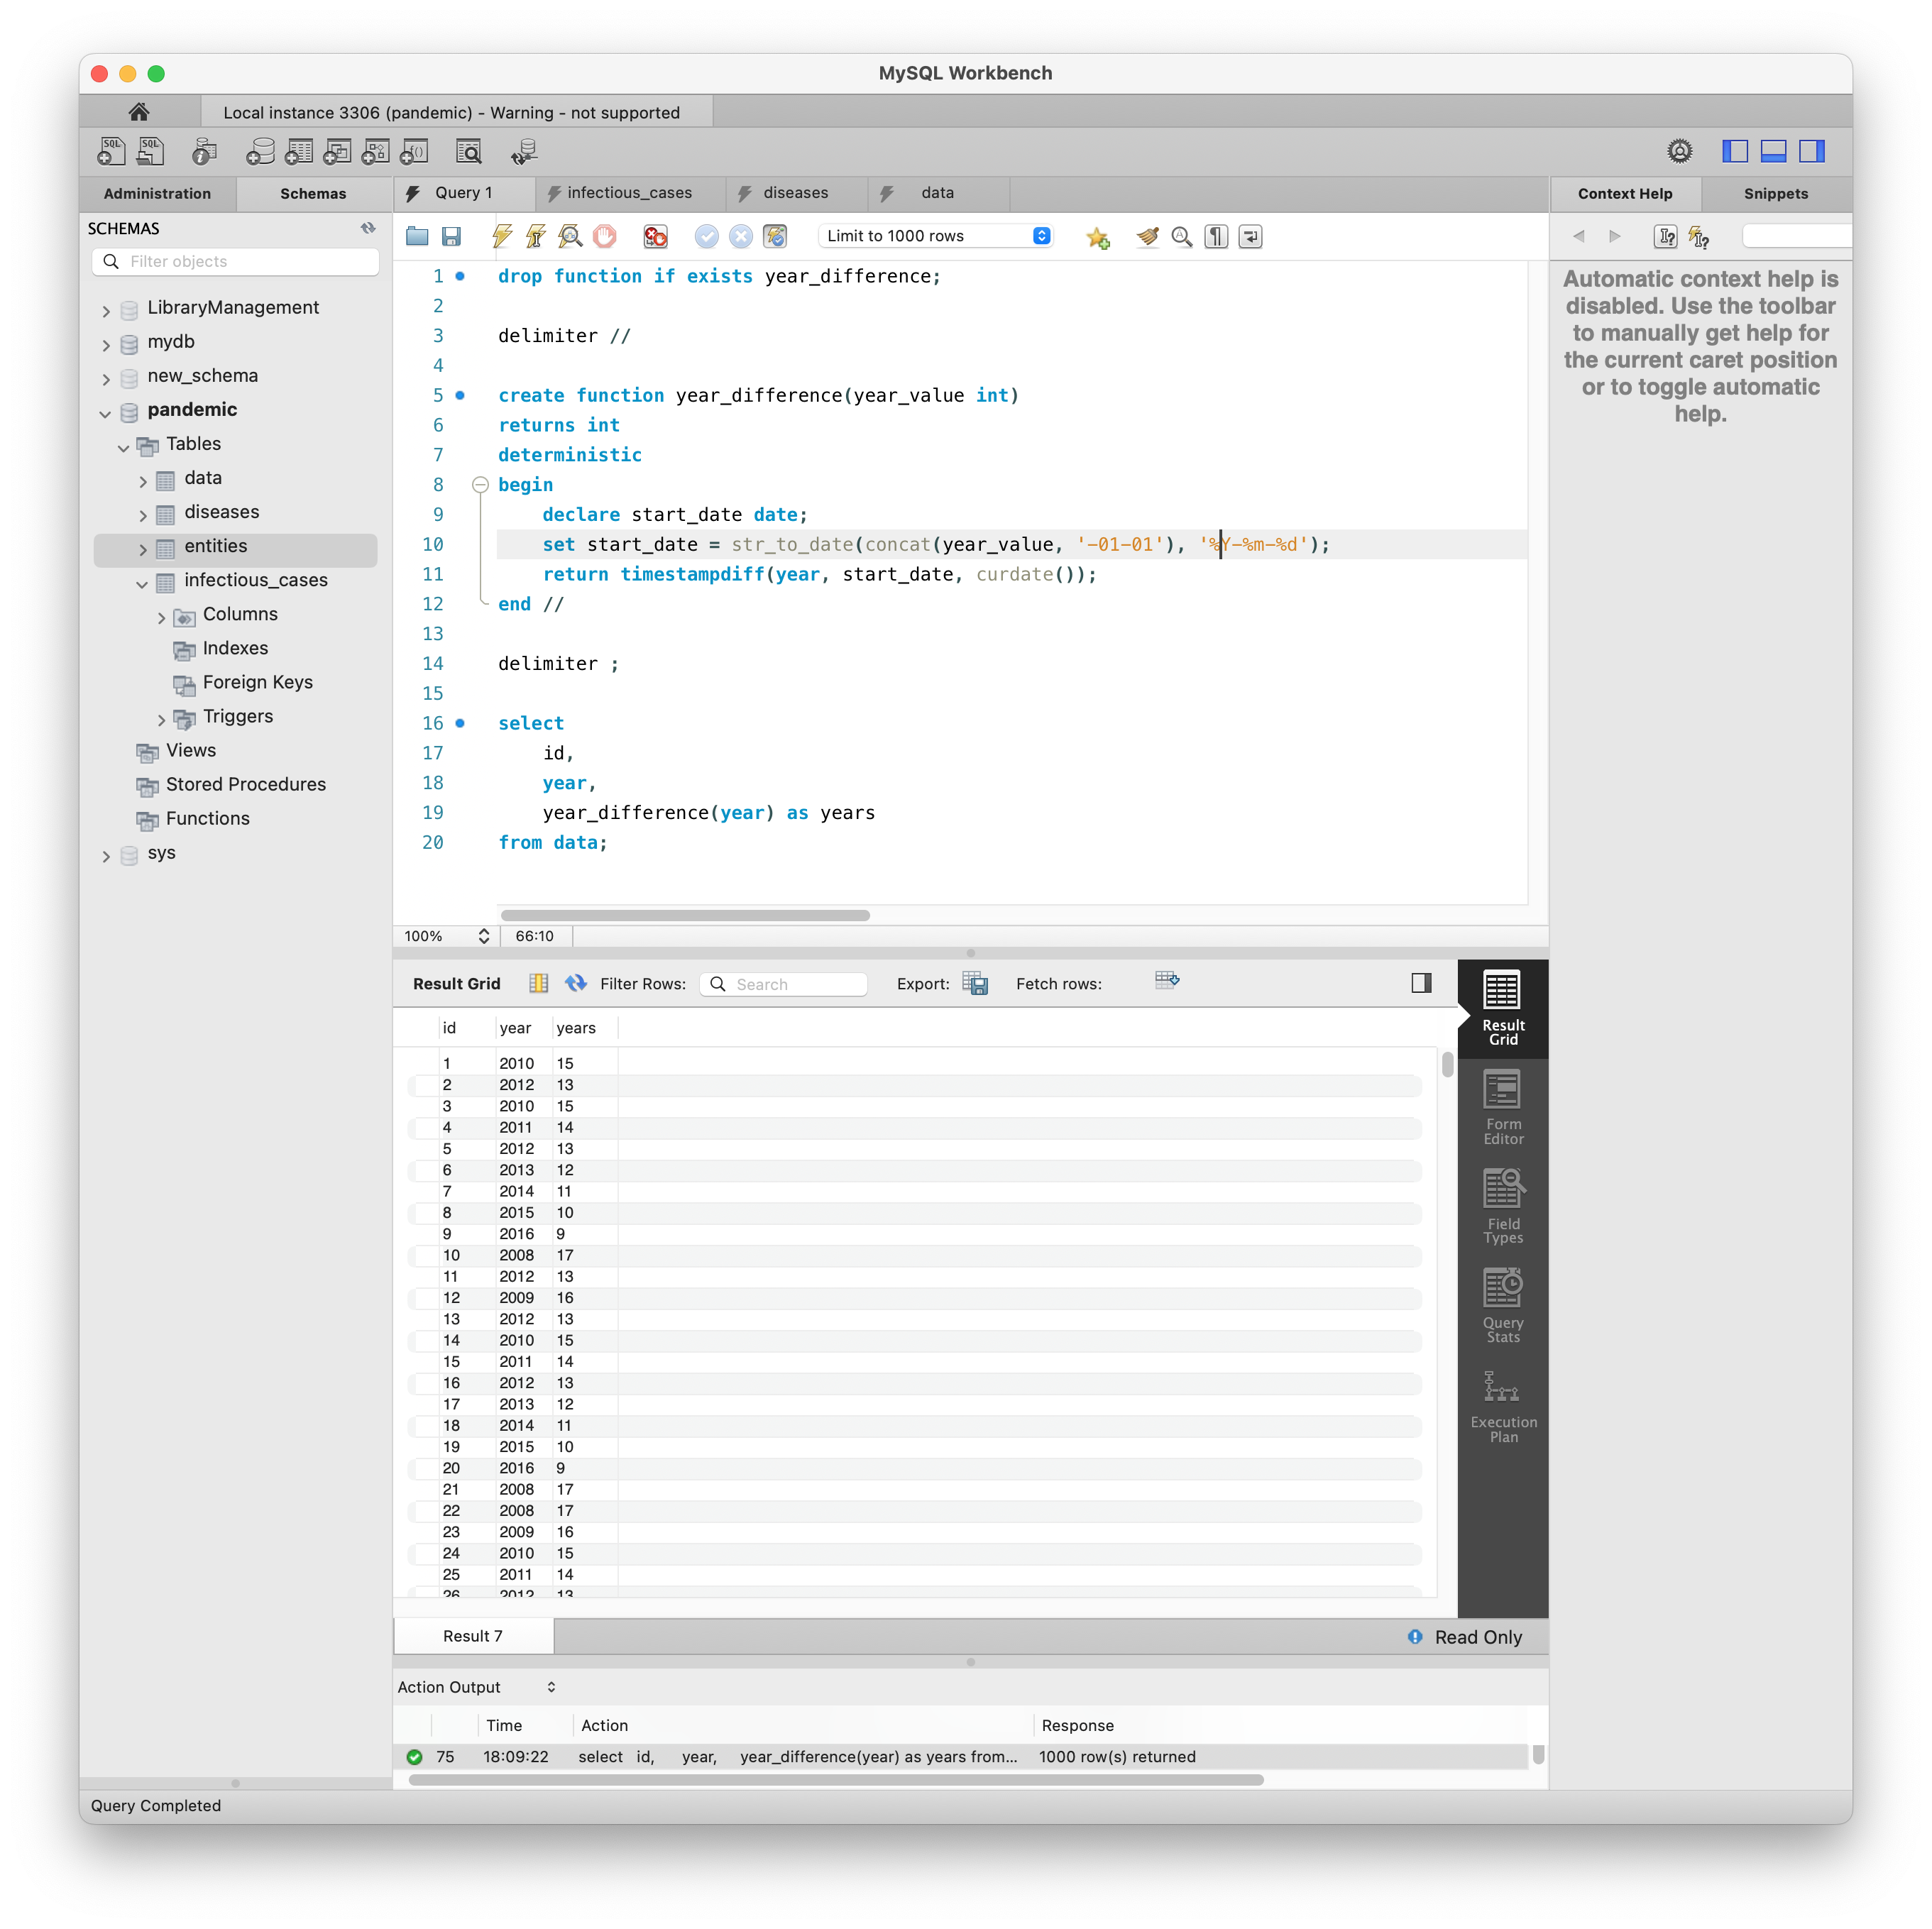 MySQL Workbench
Local instance 3306 (pandemic) - Warning - not supported
SQL SQL
Administration Schemas
Query 1 infectious_cases diseases data
Context Help Snippets
SCHEMAS
Filter objects
LibraryManagement
mydb
new_schema
pandemic
Tables
data
diseases
entities
infectious_cases
Columns
Indexes
Foreign Keys
Triggers
Views
Stored Procedures
Functions
sys
Limit to 1000 rows
1 drop function if exists year_difference;
2
3 delimiter //
4
5 create function year_difference(year_value int)
6 returns int
7 deterministic
8 begin
9 declare start_date date;
10 set start_date = str_to_date(concat(year_value, '-01-01'), '%Y-%m-%d');
11 return timestampdiff(year, start_date, curdate());
12 end //
13
14 delimiter ;
15
16 select
17 id,
18 year,
19 year_difference(year) as years
20 from data;
100% 66:10
Automatic context help is
disabled. Use the toolbar
to manually get help for
the current caret position
or to toggle automatic
help.
Result Grid Filter Rows: Search Export: Fetch rows:
id year years
1 2010 15
2 2012 13
3 2010 15
4 2011 14
5 2012 13
6 2013 12
7 2014 11
8 2015 10
9 2016 9
10 2008 17
11 2012 13
12 2009 16
13 2012 13
14 2010 15
15 2011 14
16 2012 13
17 2013 12
18 2014 11
19 2015 10
20 2016 9
21 2008 17
22 2008 17
23 2009 16
24 2010 15
25 2011 14
26 2012 13
Result
Grid
Form
Editor
Field
Types
Query
Stats
Execution
Plan
Result 7 Read Only
Action Output
Time Action Response
75 18:09:22 select id, year, year_difference(year) as years from... 1000 row(s) returned
Query Completed